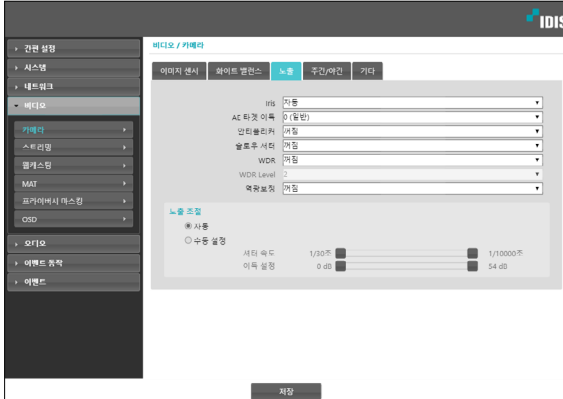 IDIS
간편 설정
시스템
네트워크
비디오
카메라
스트리밍
웹캐스팅
MAT
프라이버시 마스킹
OSD
오디오
이벤트 동작
이벤트
비디오 / 카메라
이미지 센서 화이트 밸런스 노출 주간/야간 기타
Iris 자동
AE 타겟 이득 0 (일반)
안티플리커 꺼짐
슬로우 셔터 꺼짐
WDR 꺼짐
WDR Level 2
역광보정 꺼짐
노출 조절
자동
수동 설정
셔터 속도 1/30초 1/10000초
이득 설정 0 dB 54 dB
저장